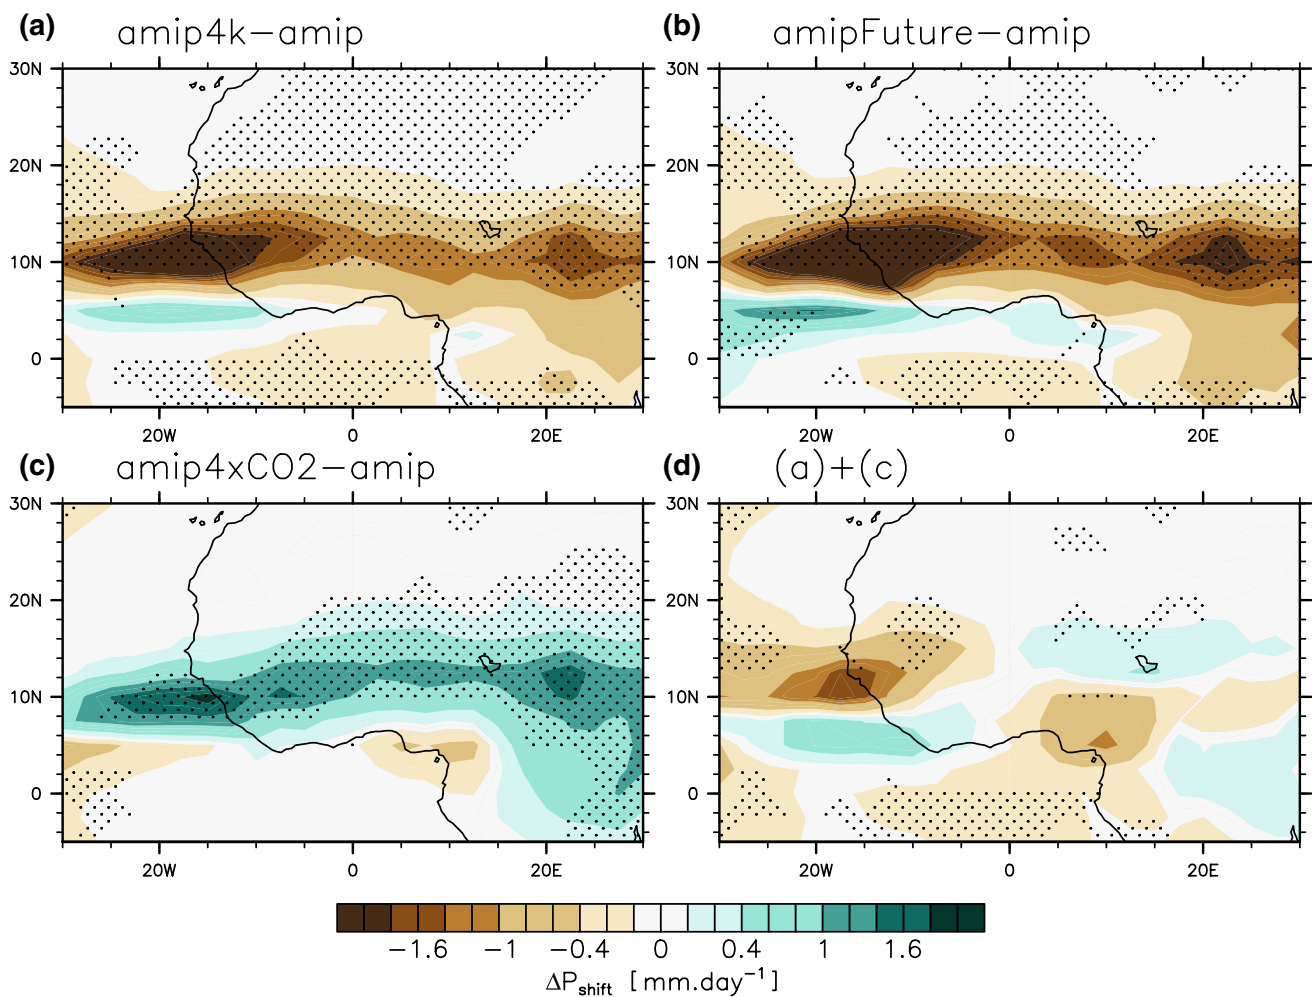 (a) amip4k−amip
(b) amipFuture−amip
30N
20N
10N
0
20W 0 20E
20W 0 20E
30N
20N
10N
0
(c) amip4xCO2−amip
(d) (a)+(c)
30N
20N
10N
0
20W 0 20E
20W 0 20E
30N
20N
10N
0
−1.6 −1 −0.4 0 0.4 1 1.6
ΔPshift [mm.day−1]